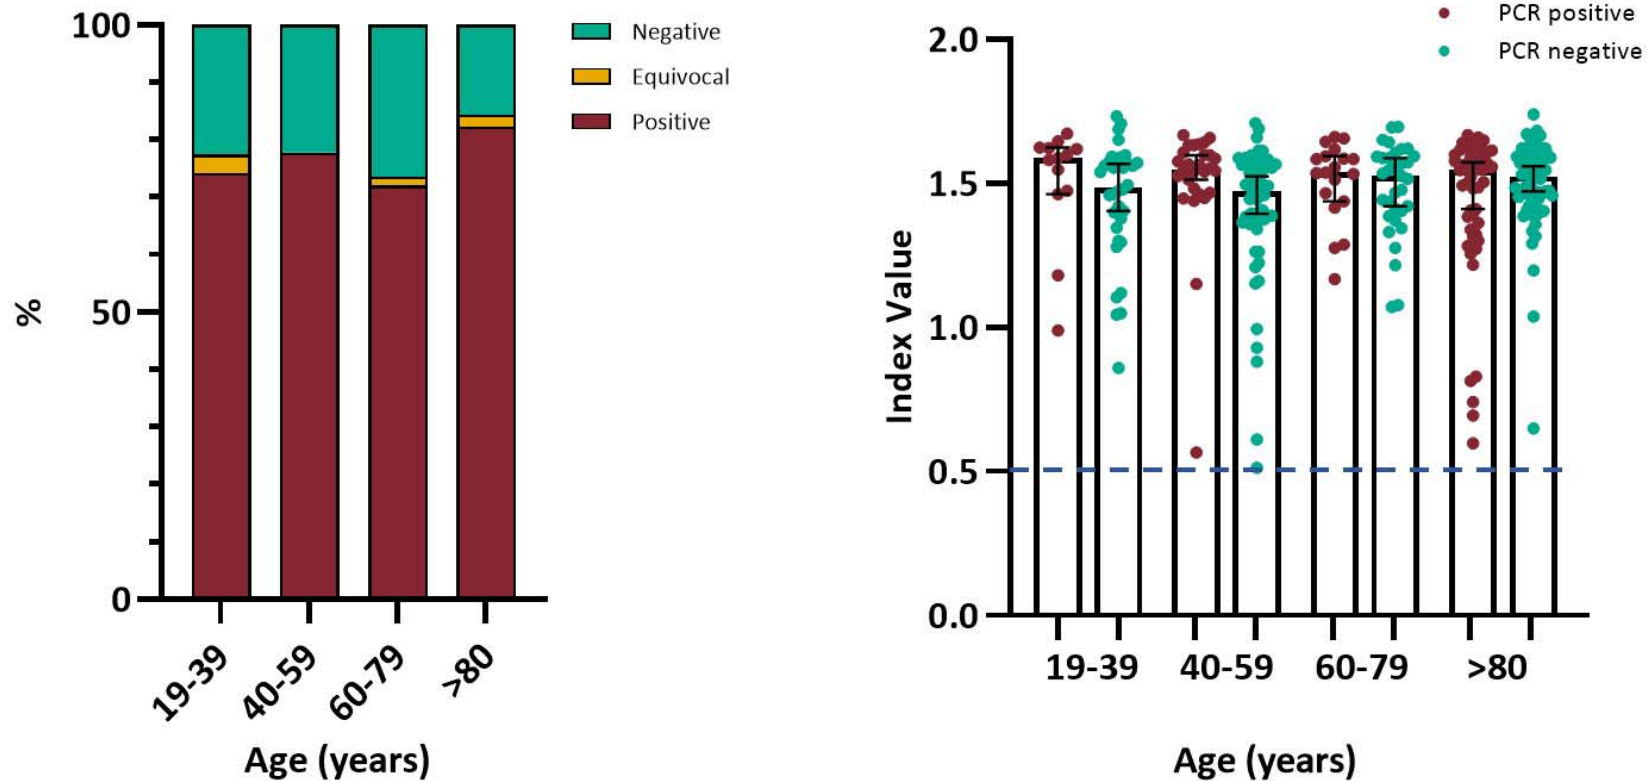 100
50
0
%
19-39
40-59
60-79
>80
Age (years)
Negative
Equivocal
Positive
PCR positive
PCR negative
2.0
1.5
1.0
0.5
0.0
Index Value
19-39
40-59
60-79
>80
Age (years)